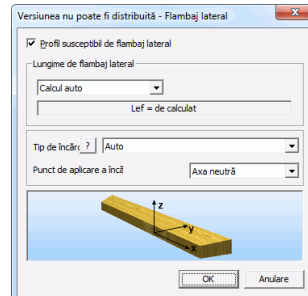 Versiunea nu poate fi distribuită - Flambaj lateral
Profil susceptibil de flambaj lateral
Lungime de flambaj lateral
Calcul auto
Lef = de calculat
Tip de încărc ? Auto
Punct de aplicare a încă Axa neutră
z
y
x
OK Anulare